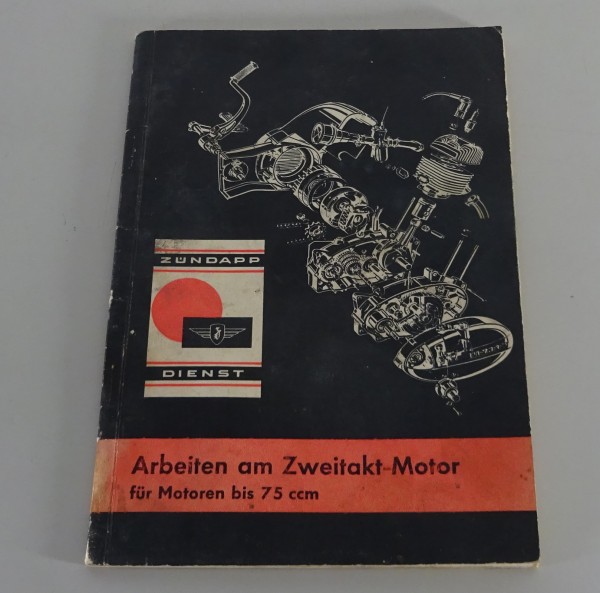 ZÜNDAPP
DIENST
Arbeiten am Zweitakt-Motor
für Motoren bis 75 ccm